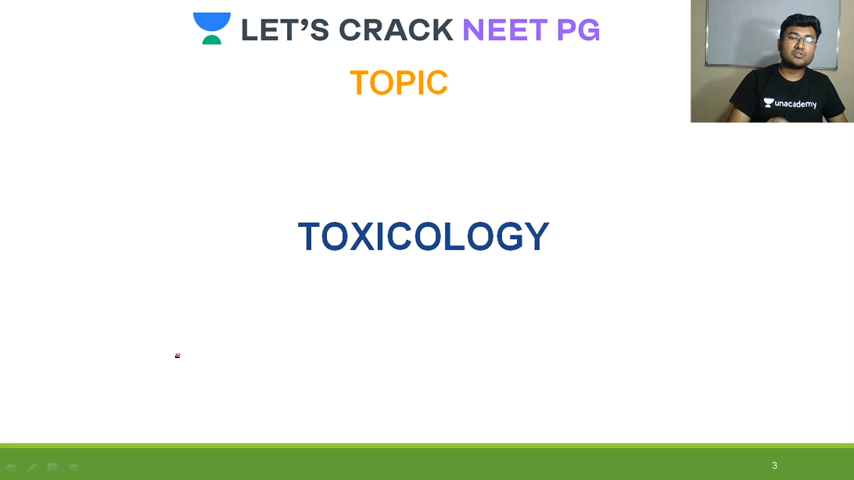 LET'S CRACK NEET PG
TOPIC
unacademy
TOXICOLOGY
3